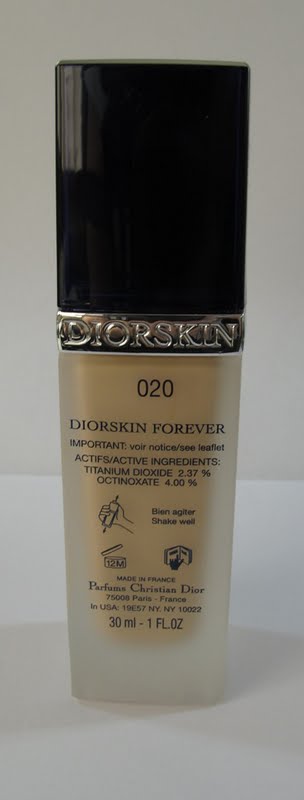 DIORSKIN
020
DIORSKIN FOREVER
IMPORTANT: voir notice/see leaflet
ACTIFS/ACTIVE INGREDIENTS:
TITANIUM DIOXIDE 2.37 %
OCTINOXATE 4.00 %
Bien agiter
Shake well
12M
MADE IN FRANCE
Parfums Christian Dior
75008 Paris - France
In USA: 19E57 NY. NY 10022
30 ml - 1 FL.OZ